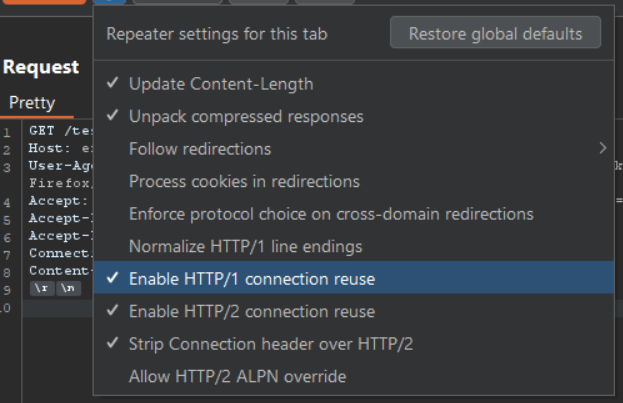 Repeater settings for this tab
Restore global defaults
Request
Pretty
Update Content-Length
Unpack compressed responses
Follow redirections
Process cookies in redirections
Enforce protocol choice on cross-domain redirections
Normalize HTTP/1 line endings
Enable HTTP/1 connection reuse
Enable HTTP/2 connection reuse
Strip Connection header over HTTP/2
Allow HTTP/2 ALPN override
1 GET /te
2 Host:
3 User-Ag
Firefox
4 Accept:
5 Accept-
6 Accept-
7 Connect
8 Content-
9 \r \n